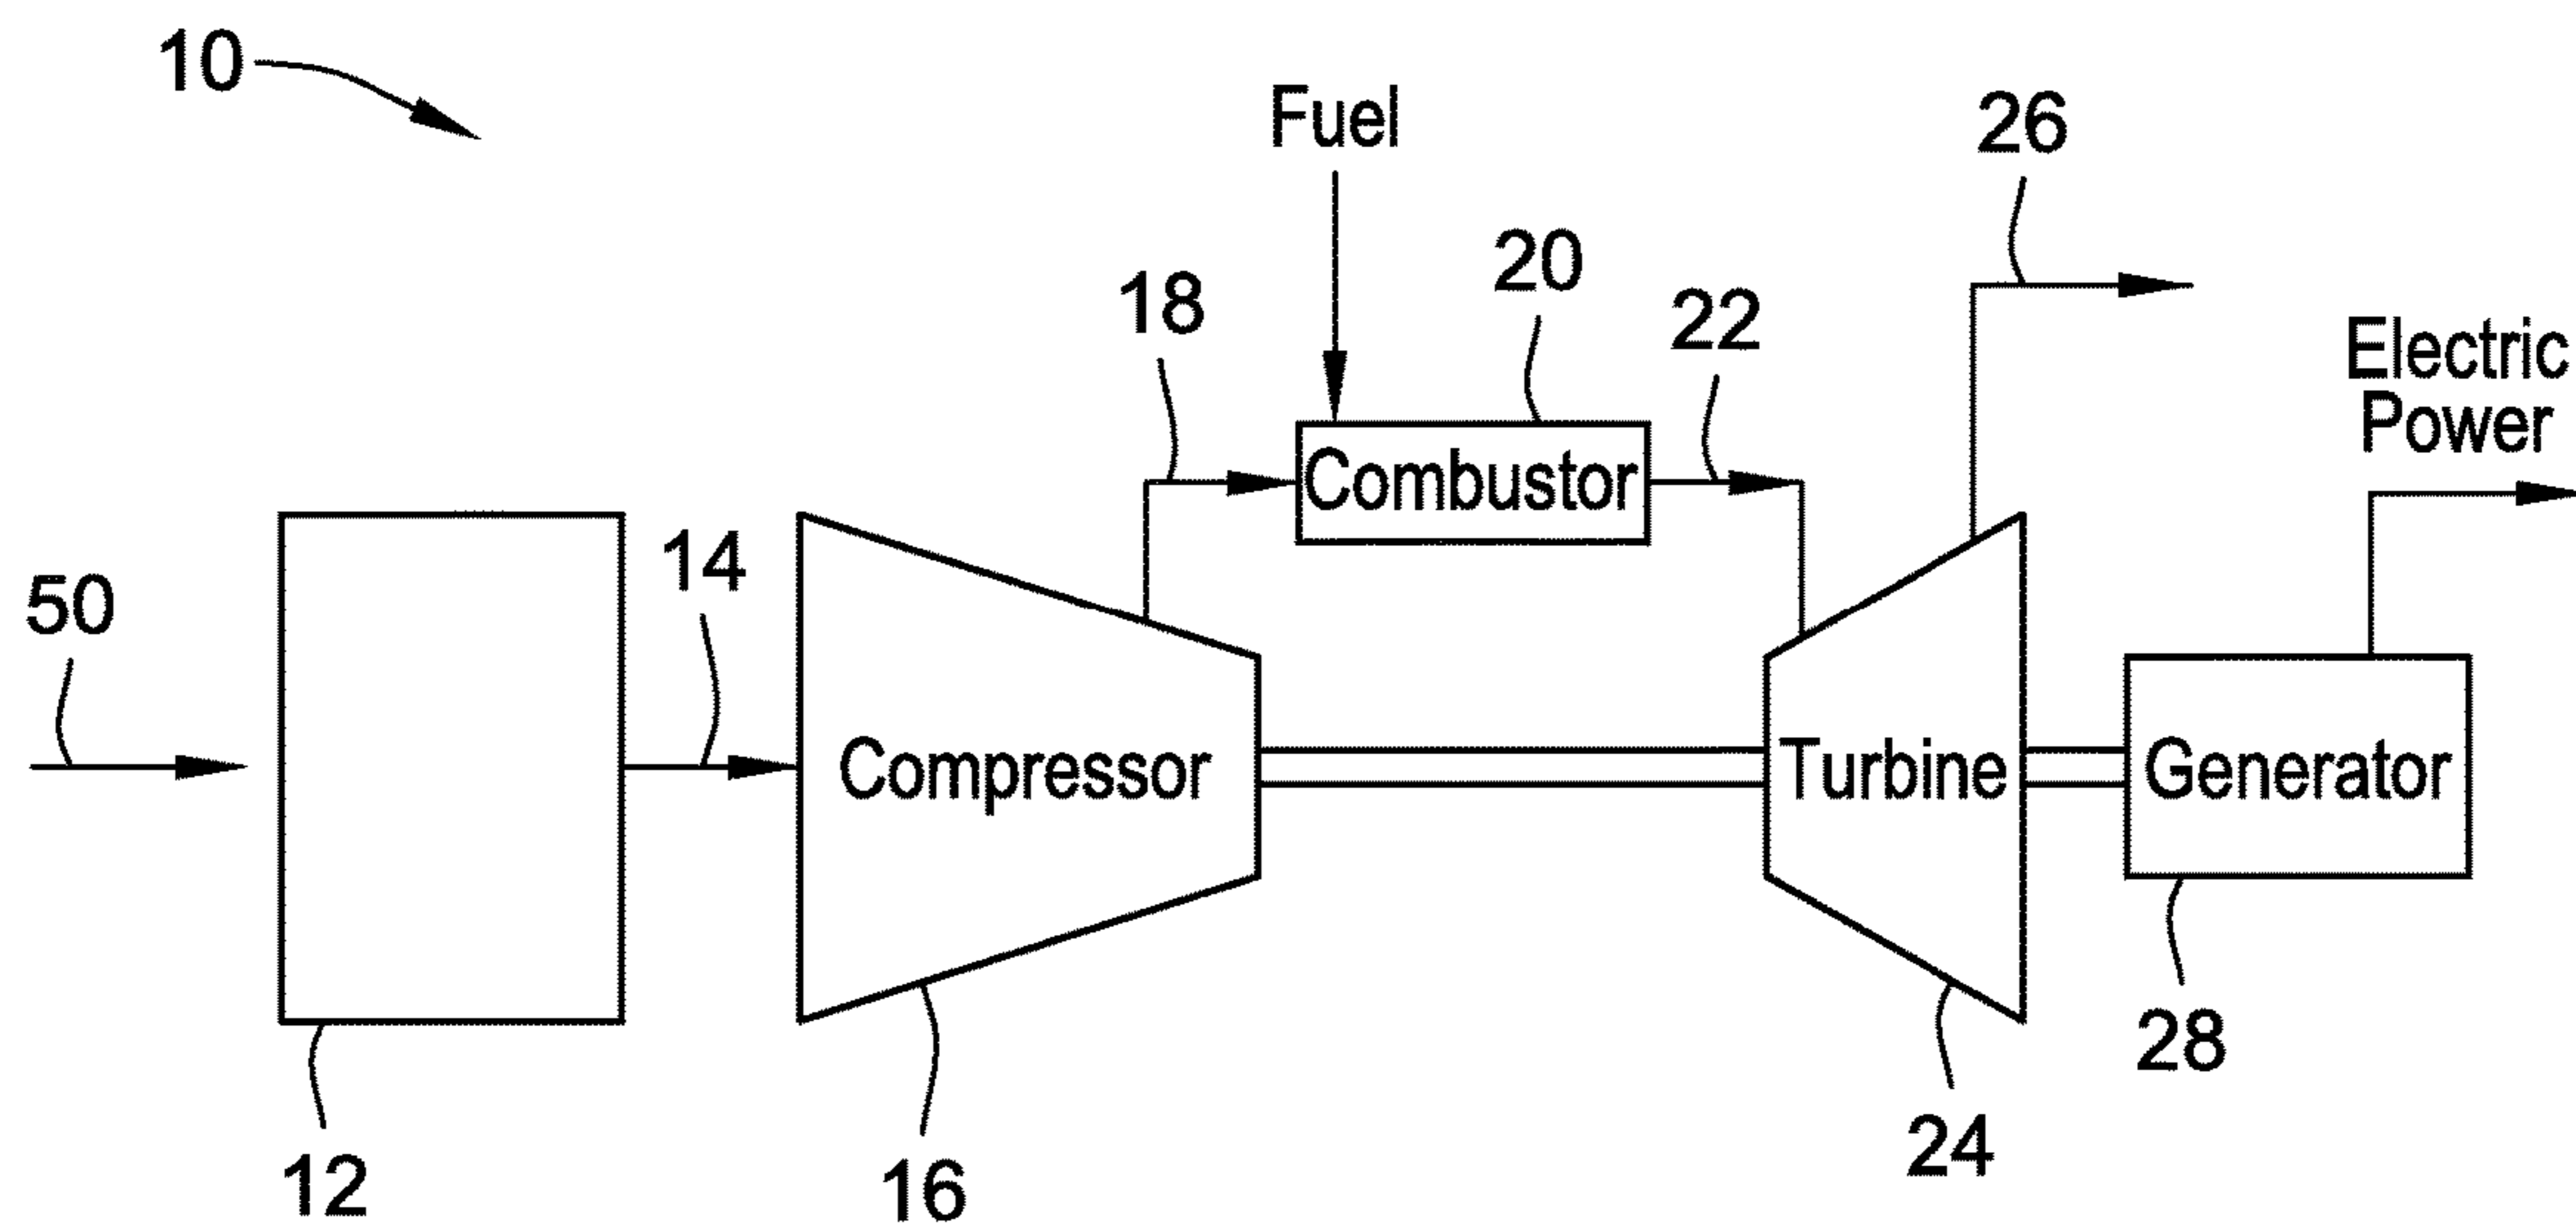 10
Fuel
26
20
18
22
Electric
Power
Combustor
14
50
Compressor
Turbine
Generator
28
24
12
16